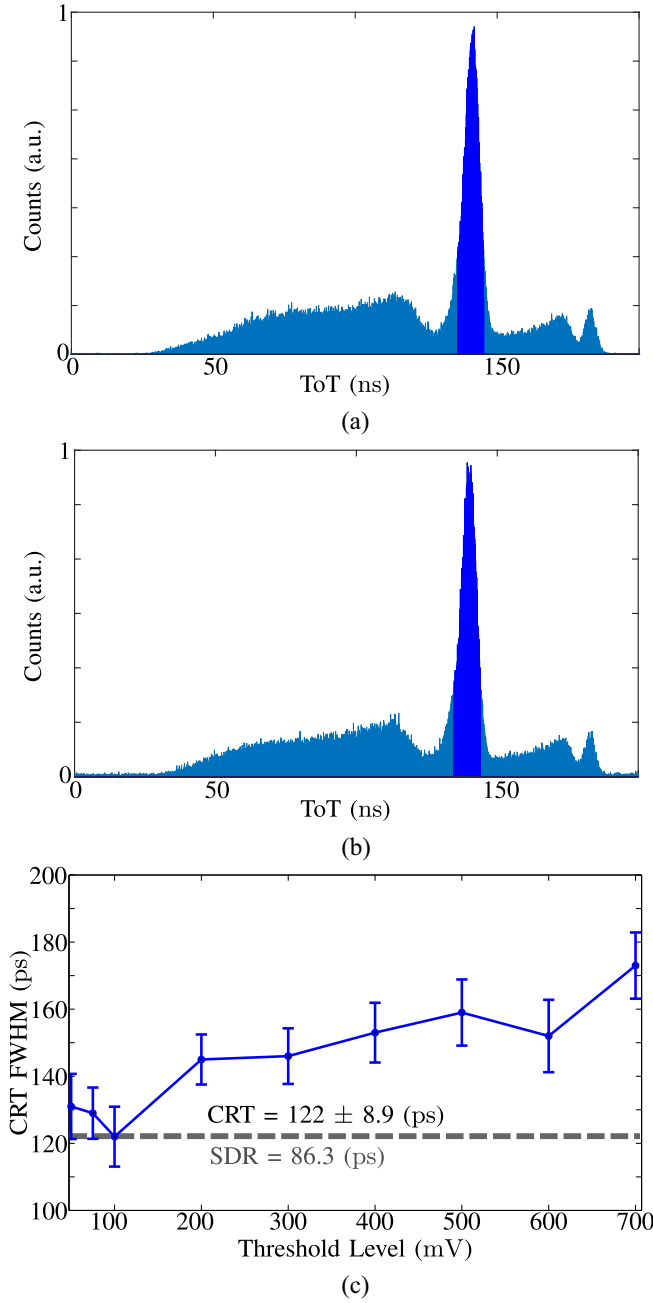 1
Counts (a.u.)
0
0 50 150
ToT (ns)
(a)
1
Counts (a.u.)
0
0 50 150
ToT (ns)
(b)
200
180
160
140
120
100
CRT FWHM (ps)
CRT = 122 ± 8.9 (ps)
SDR = 86.3 (ps)
100 200 300 400 500 600 700
Threshold Level (mV)
(c)